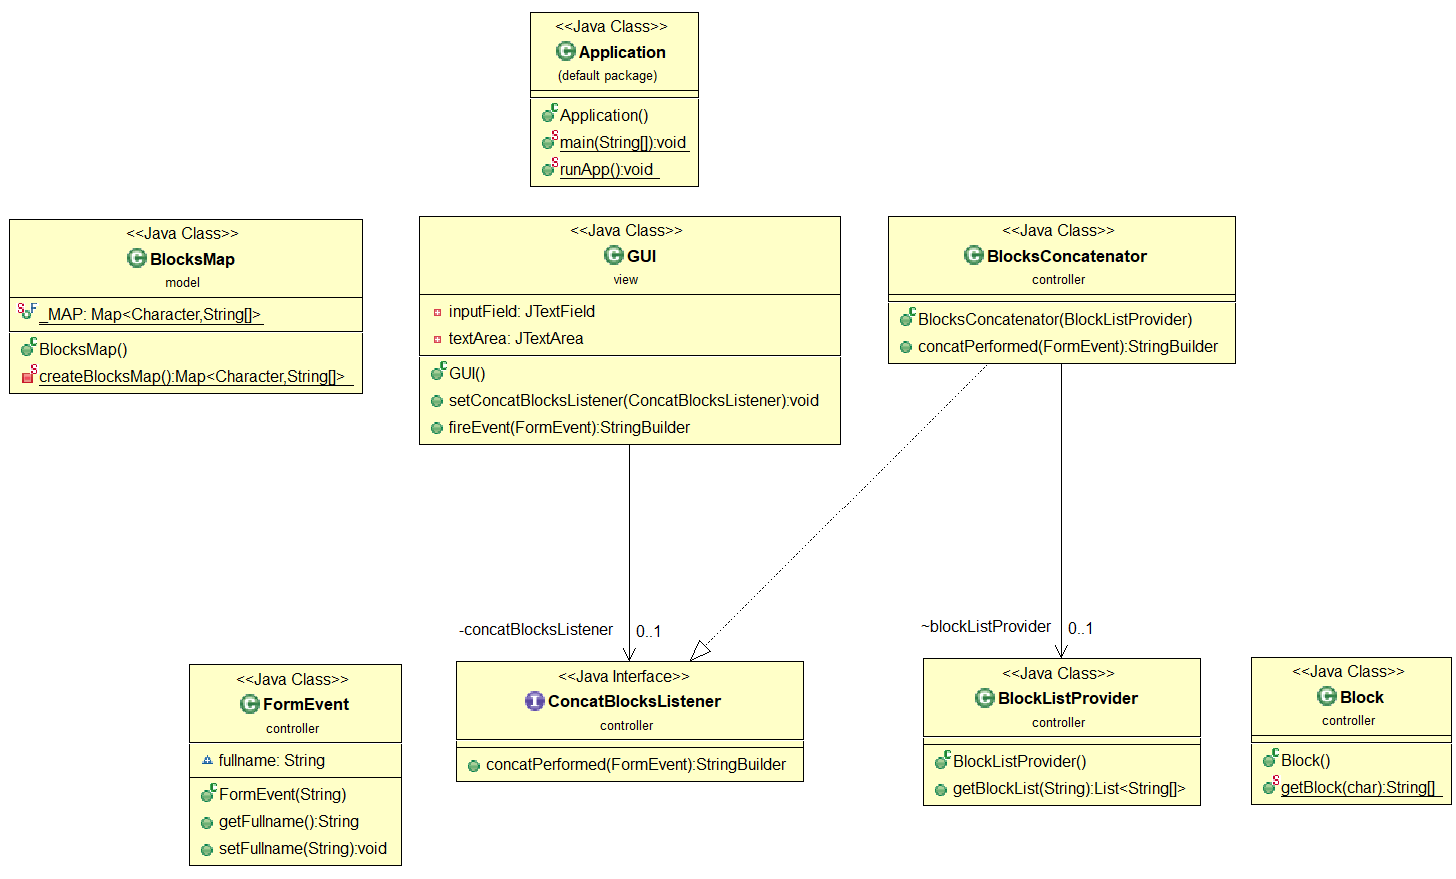 <<Java Class>>
Application
(default package)
Application()
main(String[]):void
runApp():void
<<Java Class>>
BlocksMap
model
_MAP: Map<Character,String[]>
BlocksMap()
createBlocksMap():Map<Character,String[]>
<<Java Class>>
GUI
view
inputField: JTextField
textArea: JTextArea
GUI()
setConcatBlocksListener(ConcatBlocksListener):void
fireEvent(FormEvent):StringBuilder
<<Java Class>>
BlocksConcatenator
controller
BlocksConcatenator(BlockListProvider)
concatPerformed(FormEvent):StringBuilder
-concatBlocksListener
0..1
~blockListProvider
0..1
<<Java Class>>
FormEvent
controller
fullname: String
FormEvent(String)
getFullname():String
setFullname(String):void
<<Java Interface>>
ConcatBlocksListener
controller
concatPerformed(FormEvent):StringBuilder
<<Java Class>>
BlockListProvider
controller
BlockListProvider()
getBlockList(String):List<String[]>
<<Java Class>>
Block
controller
Block()
getBlock(char):String[]